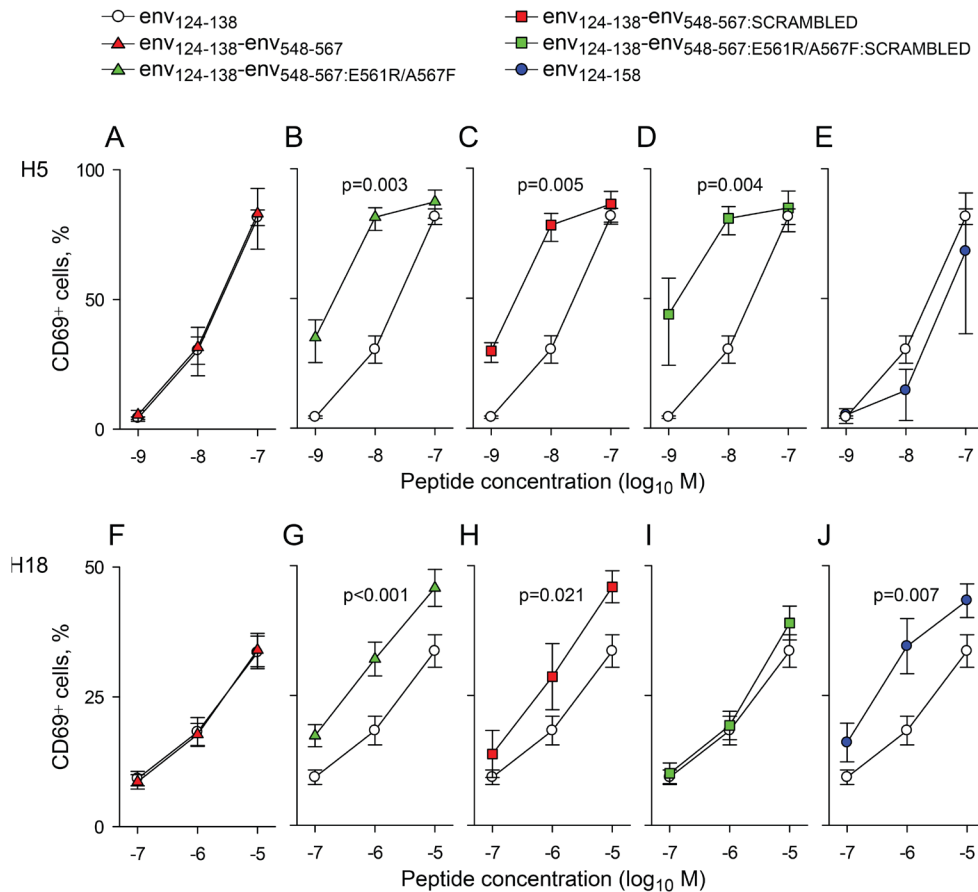 env124-138
env124-138-env548-567
env124-138-env548-567:E561R/A567F
env124-138-env548-567:SCRAMBLED
env124-138-env548-567:E561R/A567F:SCRAMBLED
env124-158
A B C D E
H5
CD69+ cells, %
100
50
0
p=0.003 p=0.005 p=0.004
-9 -8 -7 -9 -8 -7 -9 -8 -7 -9 -8 -7 -9 -8 -7
Peptide concentration (log10 M)
F G H I J
H18
CD69+ cells, %
50
25
0
p<0.001 p=0.021 p=0.007
-7 -6 -5 -7 -6 -5 -7 -6 -5 -7 -6 -5 -7 -6 -5
Peptide concentration (log10 M)